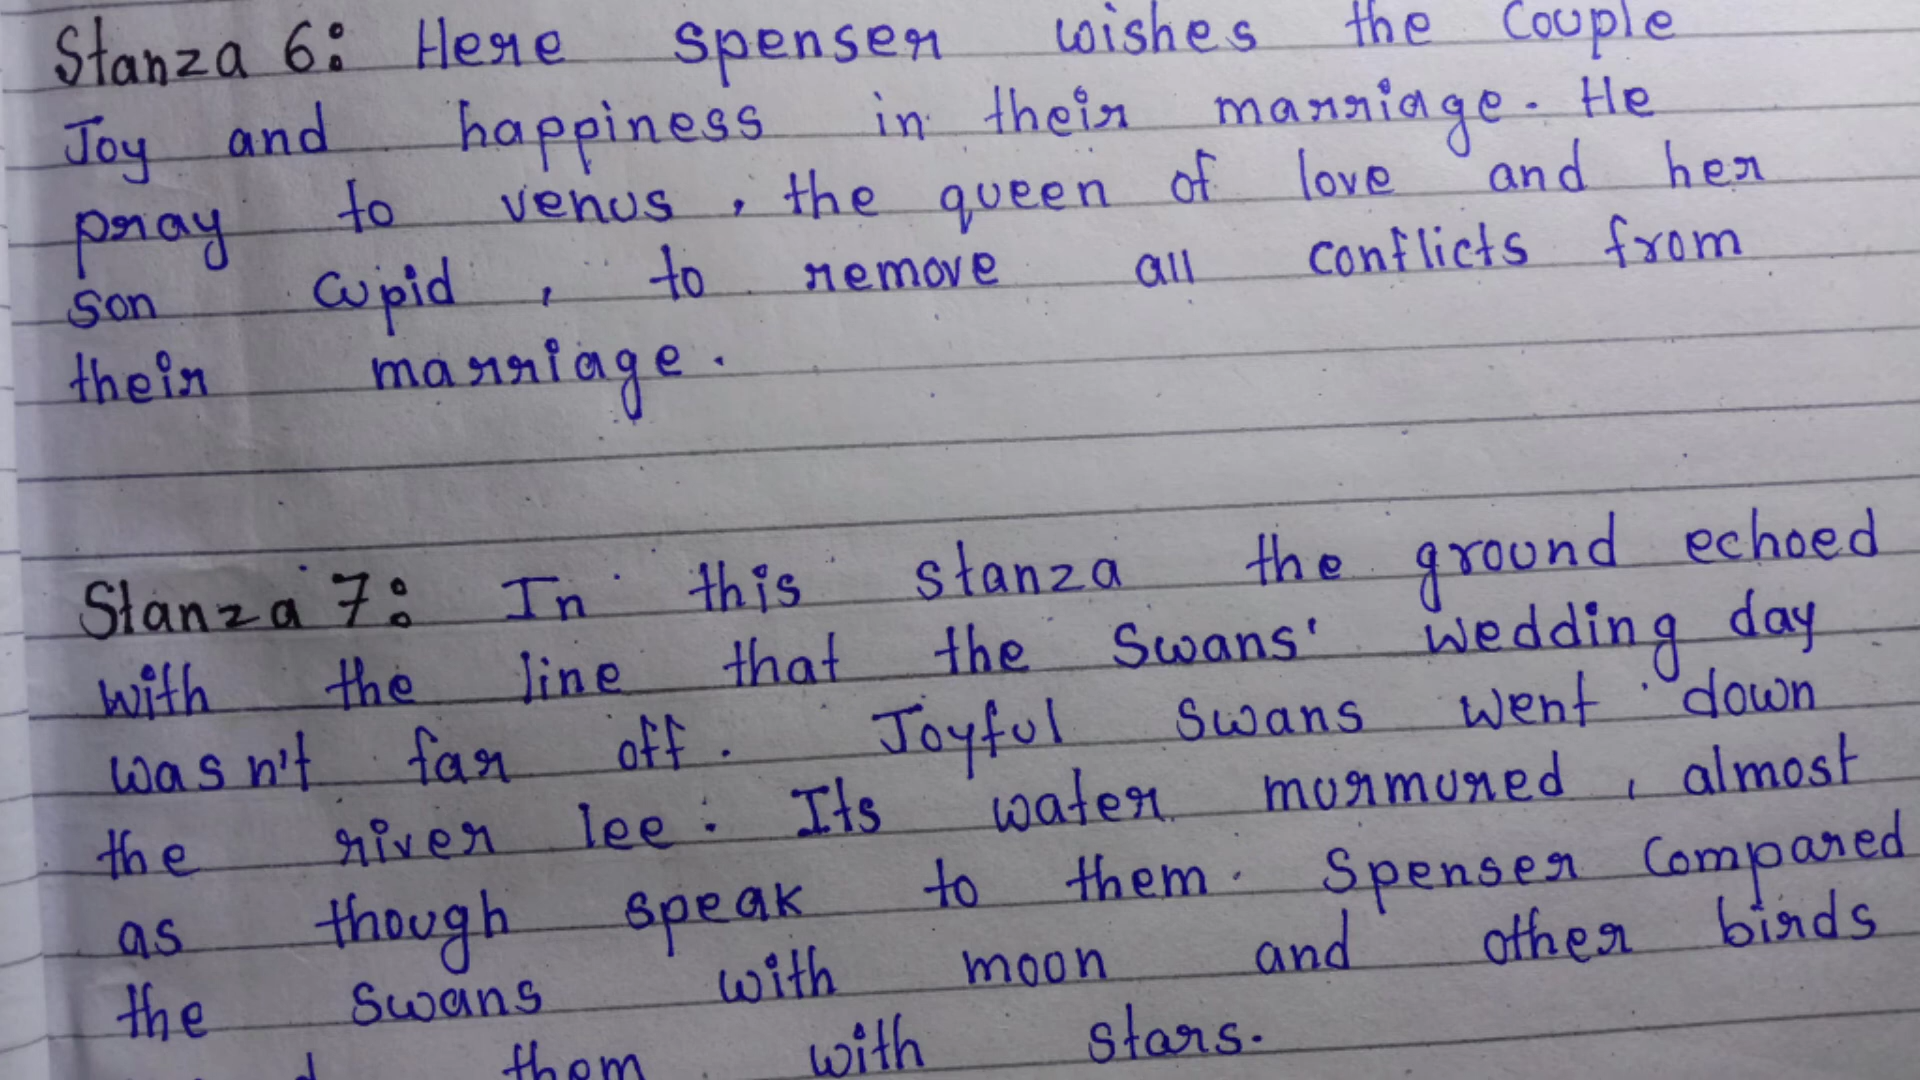 Stanza 6: Here spenser wishes the couple
Joy and happiness in their marriage. He
pray to venus, the queen of love and her
son cupid, to remove all conflicts from
their marriage.
Stanza 7: In this stanza the ground echoed
with the line that the Swans' wedding day
wasn't far off. Joyful swans went down
the river lee. Its water murmured, almost
as though speak to them. Spenser compared
the swans with moon and other birds
them with stars.